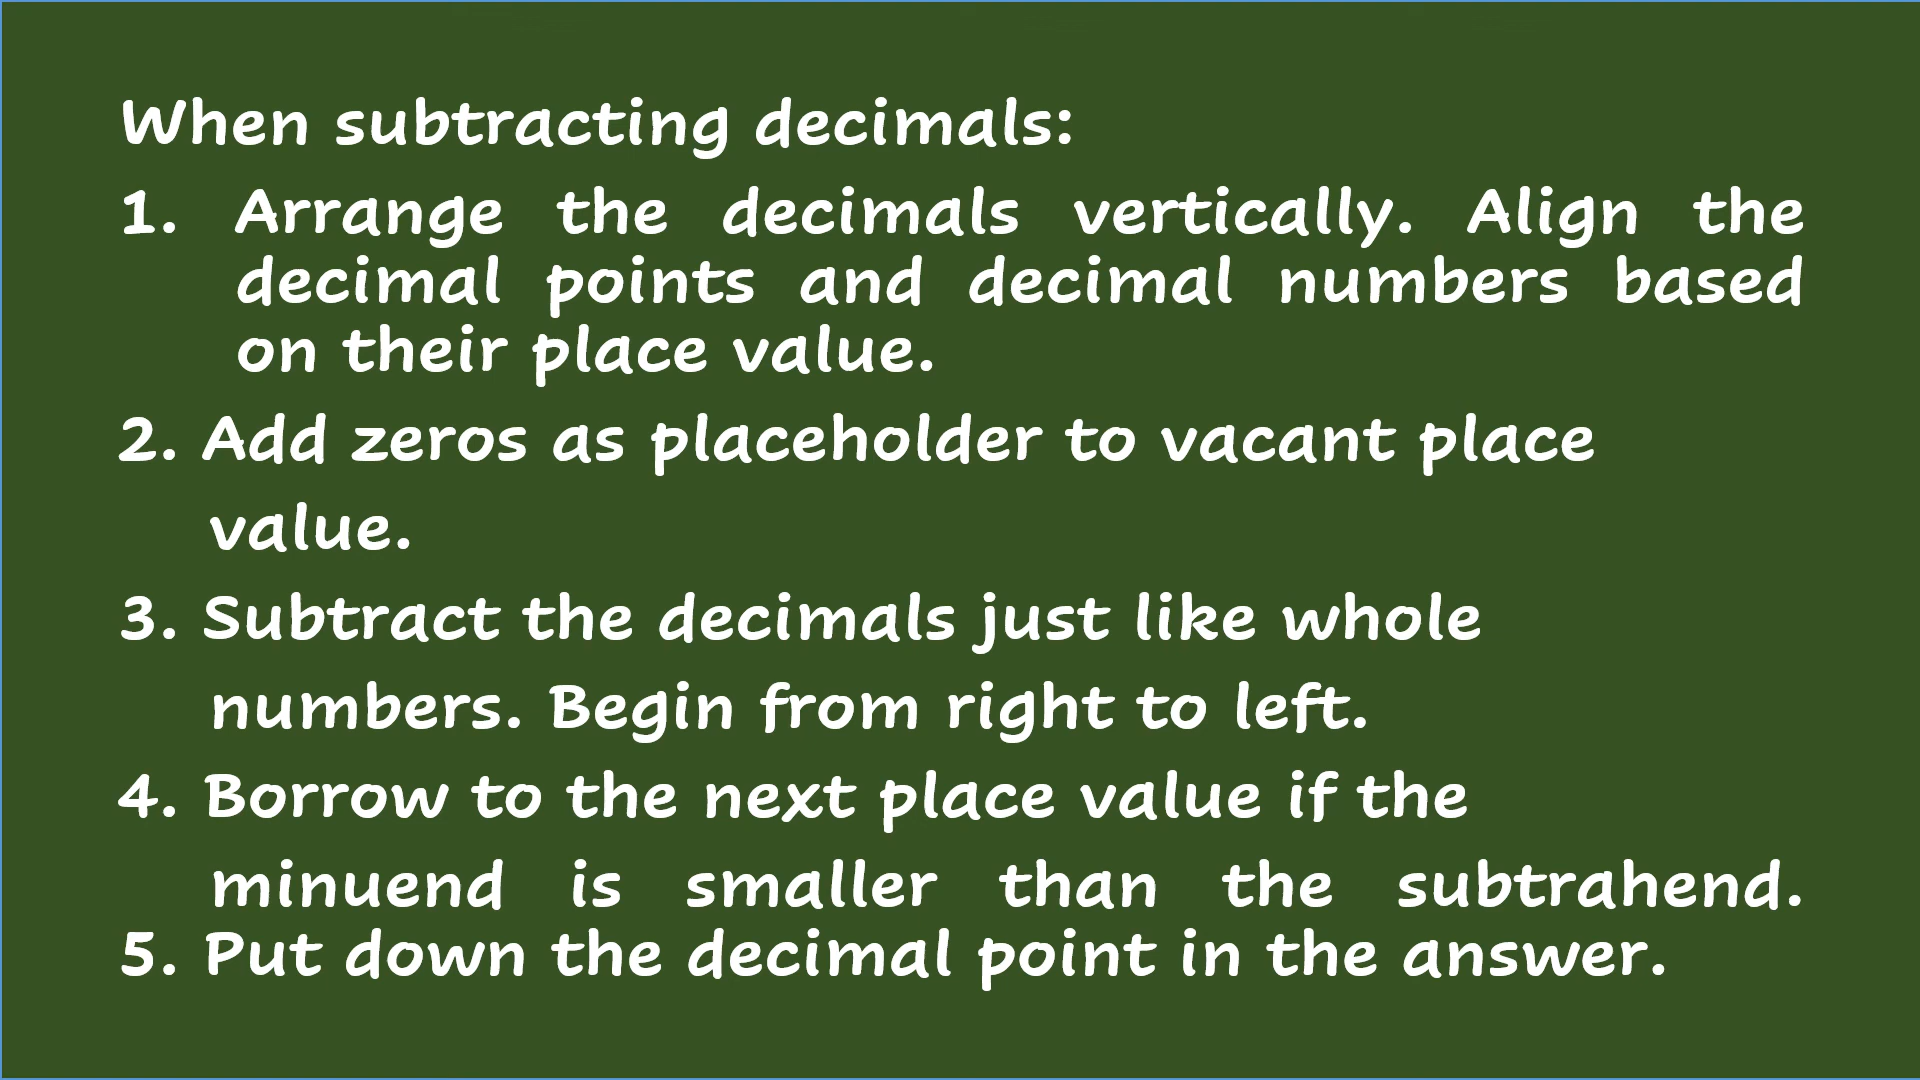 When subtracting decimals:
1. Arrange the decimals vertically. Align the
decimal points and decimal numbers based
on their place value.
2. Add zeros as placeholder to vacant place
value.
3. Subtract the decimals just like whole
numbers. Begin from right to left.
4. Borrow to the next place value if the
minuend is smaller than the subtrahend.
5. Put down the decimal point in the answer.